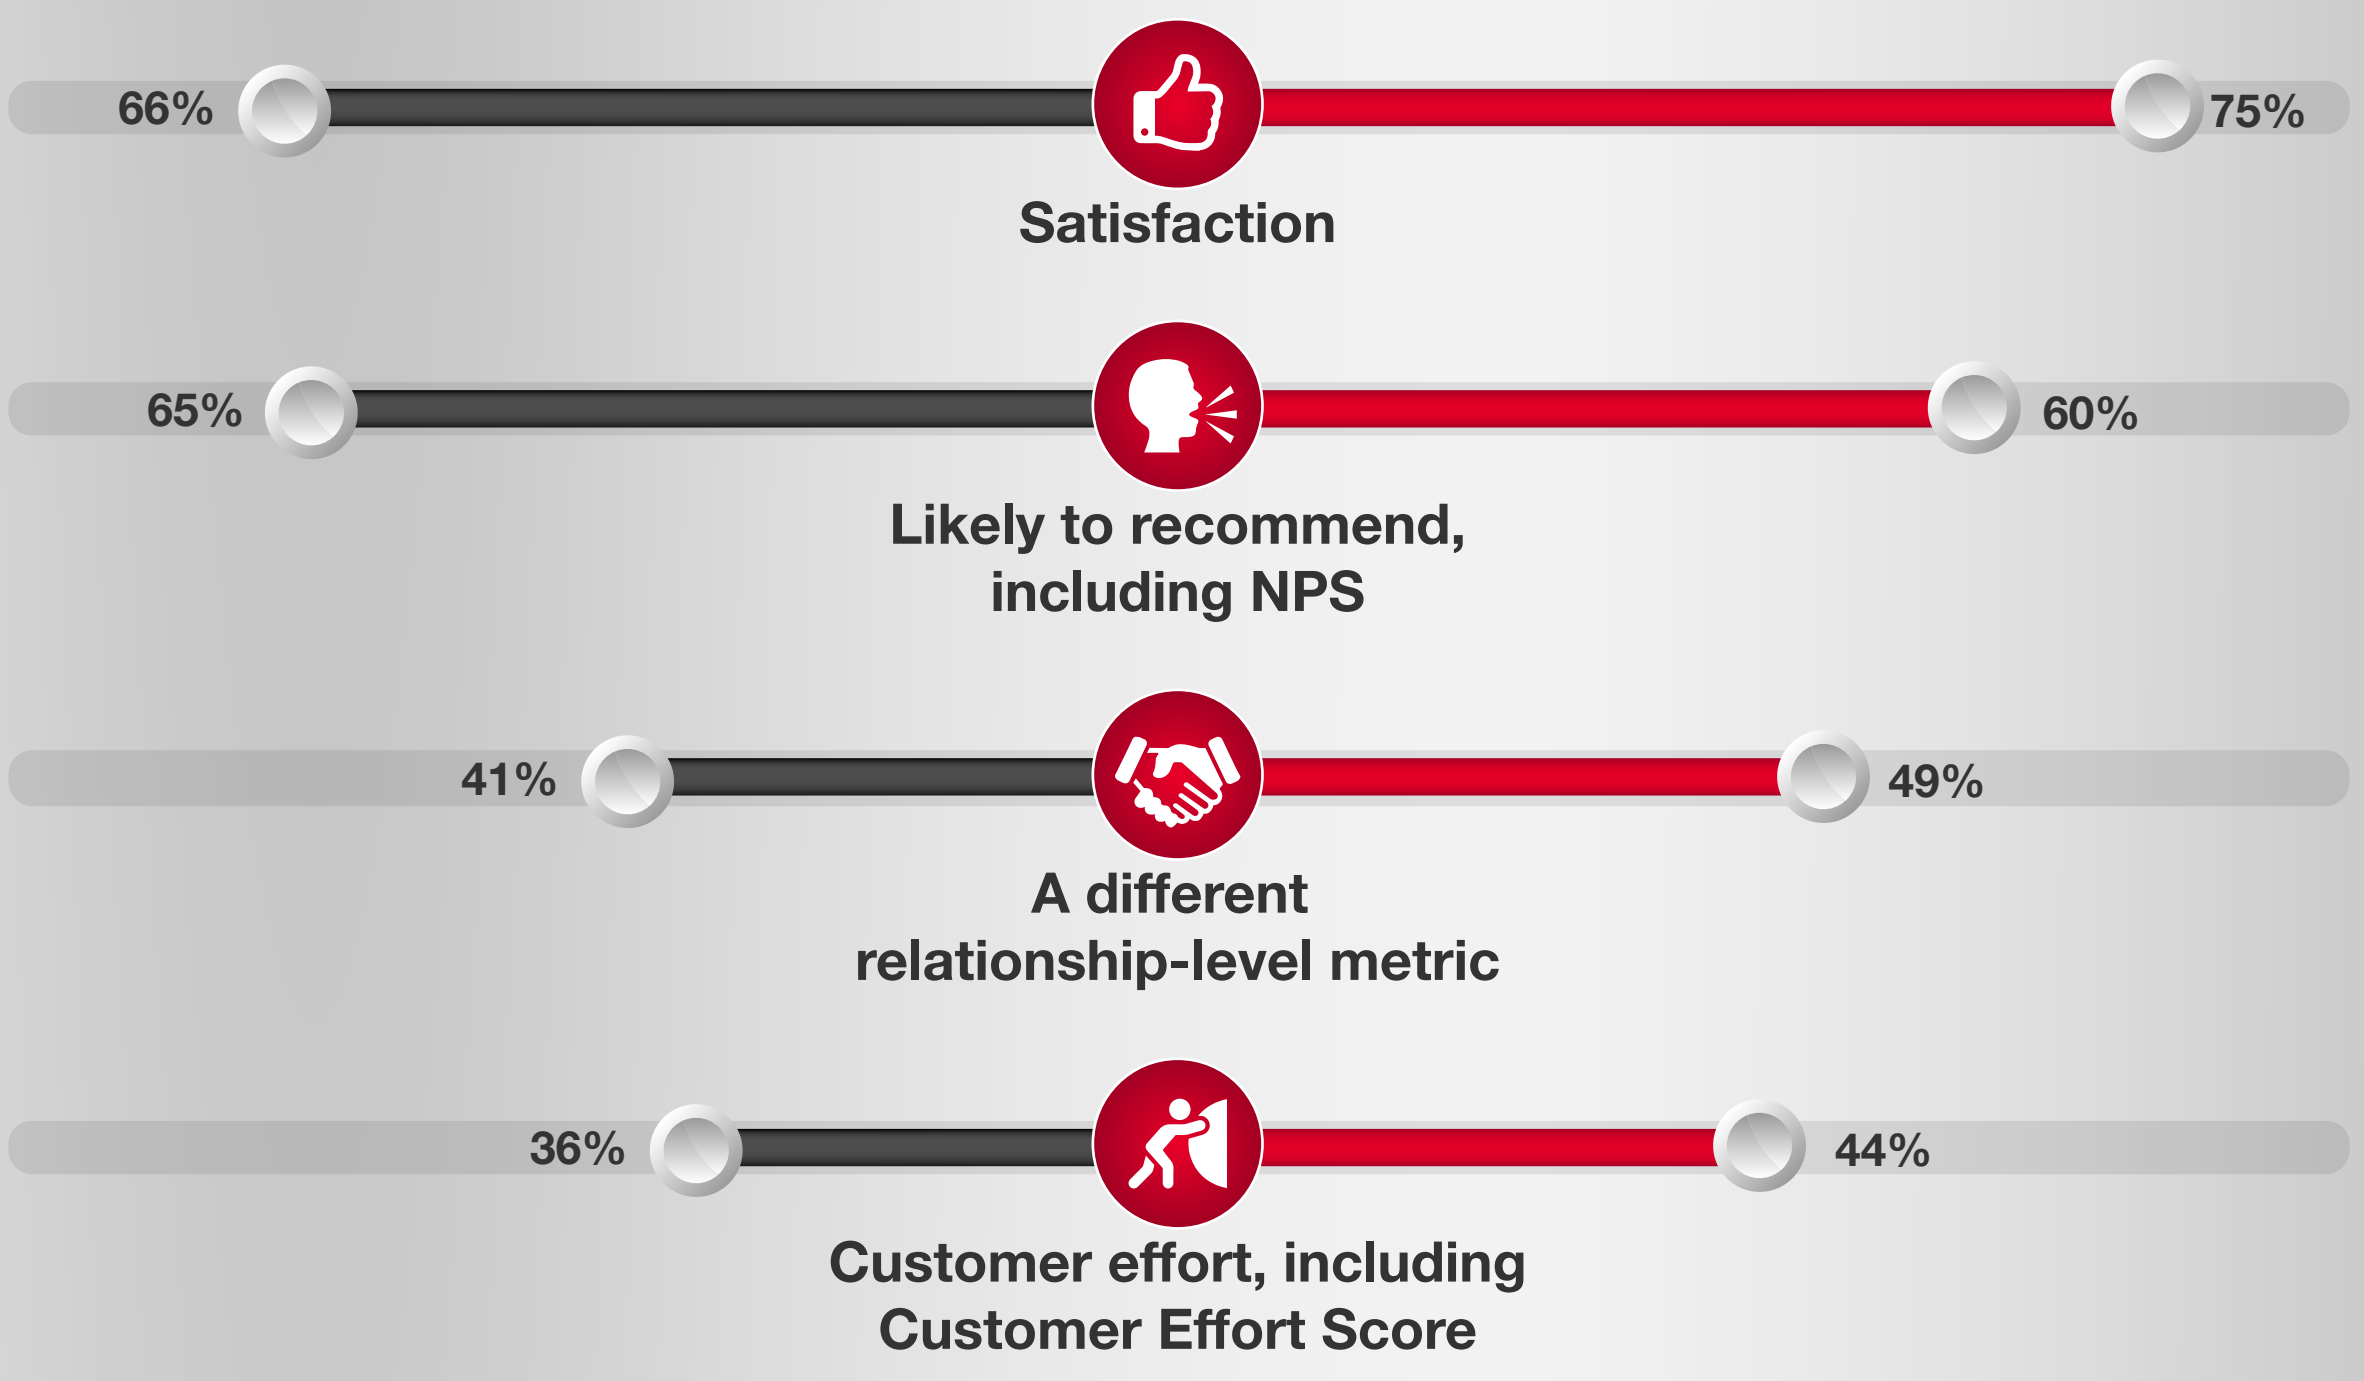 66%
75%
Satisfaction
65%
60%
Likely to recommend,
including NPS
41%
49%
A different
relationship-level metric
36%
44%
Customer effort, including
Customer Effort Score